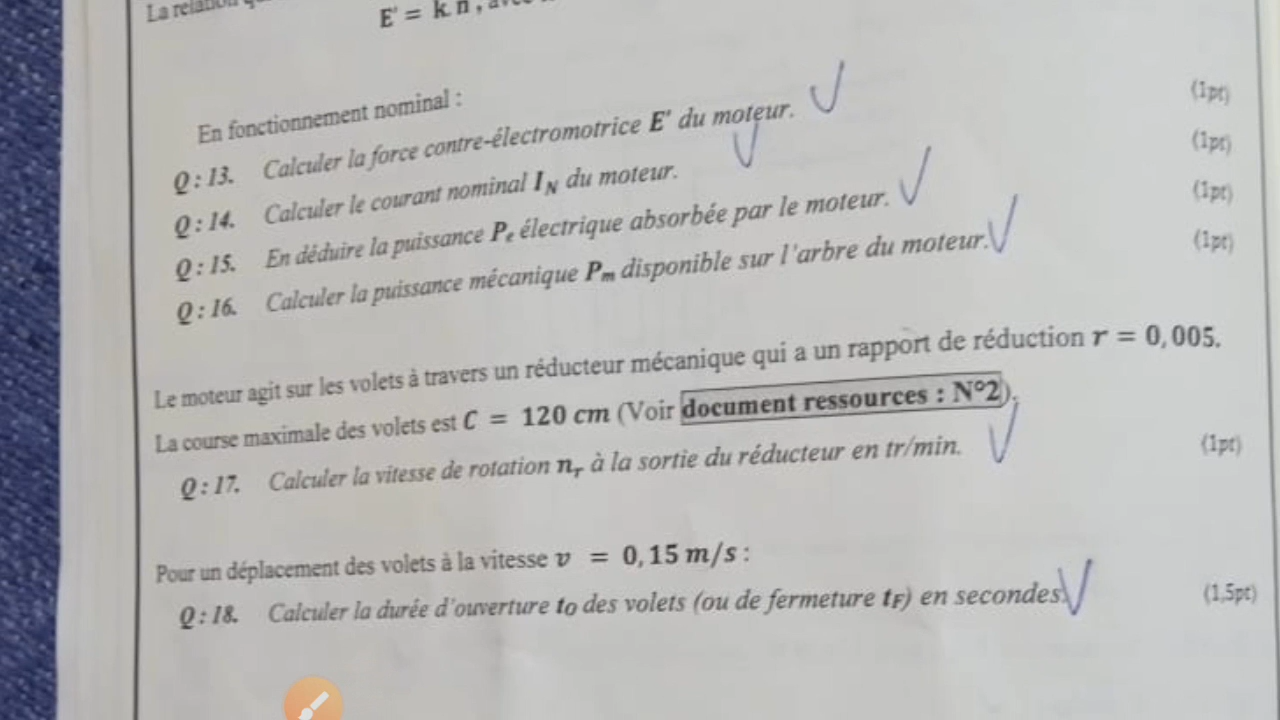 La relation
E' = k n , avec
En fonctionnement nominal :
Q : 13. Calculer la force contre-électromotrice E' du moteur. (1pt)
Q : 14. Calculer le courant nominal I_N du moteur. (1pt)
Q : 15. En déduire la puissance P_e électrique absorbée par le moteur. (1pt)
Q : 16. Calculer la puissance mécanique P_m disponible sur l'arbre du moteur. (1pt)
Le moteur agit sur les volets à travers un réducteur mécanique qui a un rapport de réduction r = 0,005.
La course maximale des volets est C = 120 cm (Voir document ressources : N°2).
Q : 17. Calculer la vitesse de rotation n_r à la sortie du réducteur en tr/min. (1pt)
Pour un déplacement des volets à la vitesse v = 0,15 m/s :
Q : 18. Calculer la durée d'ouverture to des volets (ou de fermeture tF) en secondes. (1,5pt)